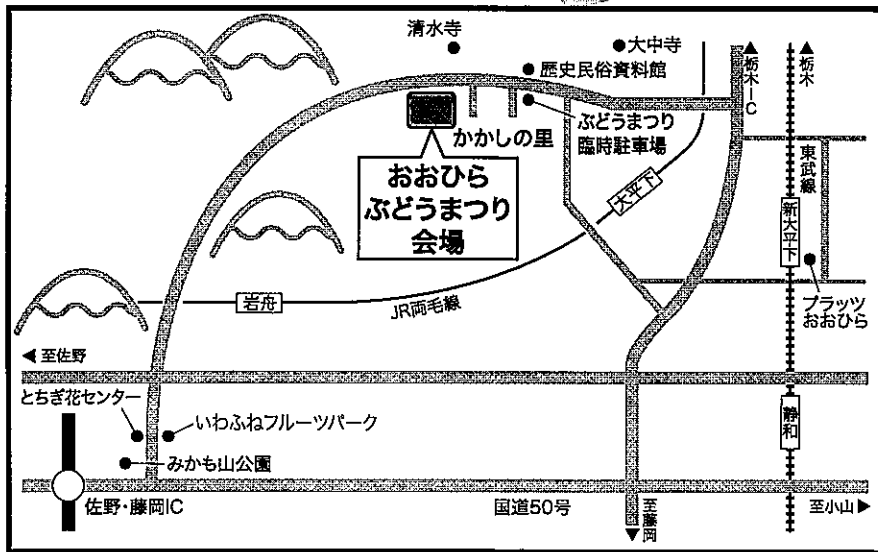 清水寺
大中寺
歴史民俗資料館
▲栃木IC
▲栃木
かかしの里
ぶどうまつり
臨時駐車場
おおひら
ぶどうまつり
会場
東武線
大平下
新大平下
岩舟
JR両毛線
プラッツ
おおひら
◀至佐野
とちぎ花センター
いわふねフルーツパーク
静和
みかも山公園
佐野・藤岡IC
国道50号
至藤岡▼
至小山▶